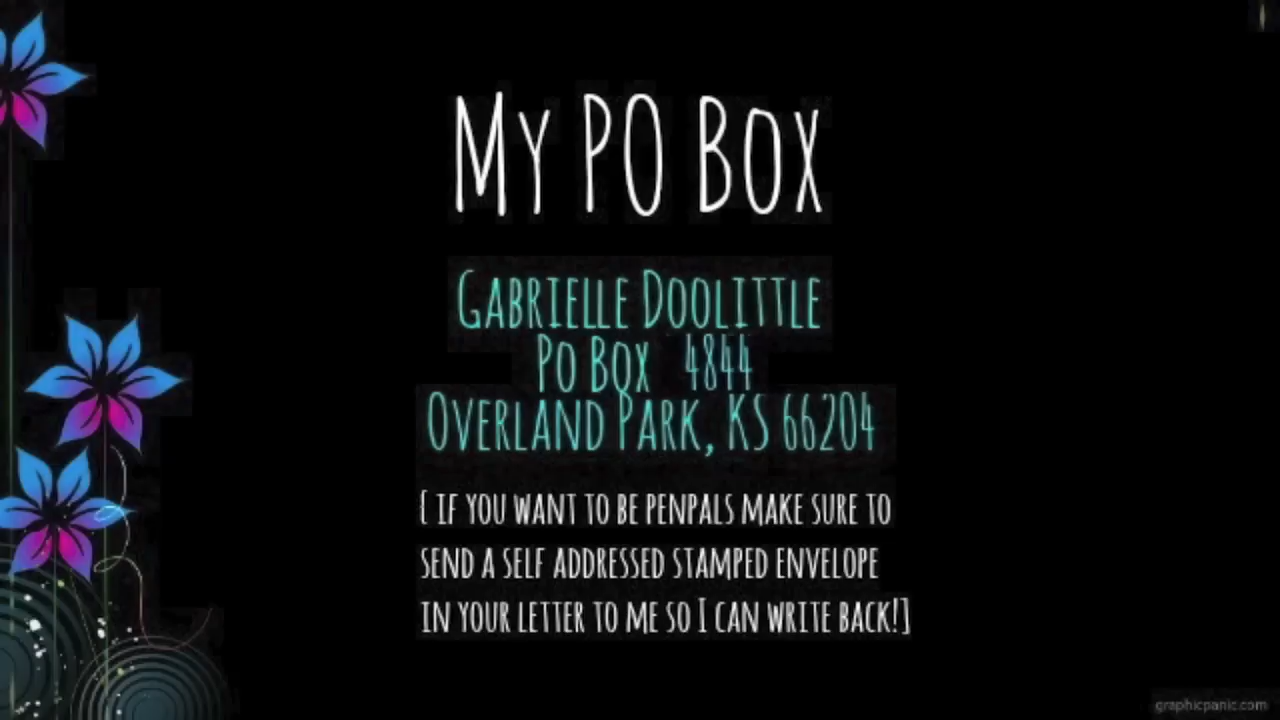 My PO Box
Gabrielle Doolittle
Po Box 4844
Overland Park, KS 66204
[ if you want to be penpals make sure to
send a self addressed stamped envelope
in your letter to me so I can write back!]
graphicpanic.com